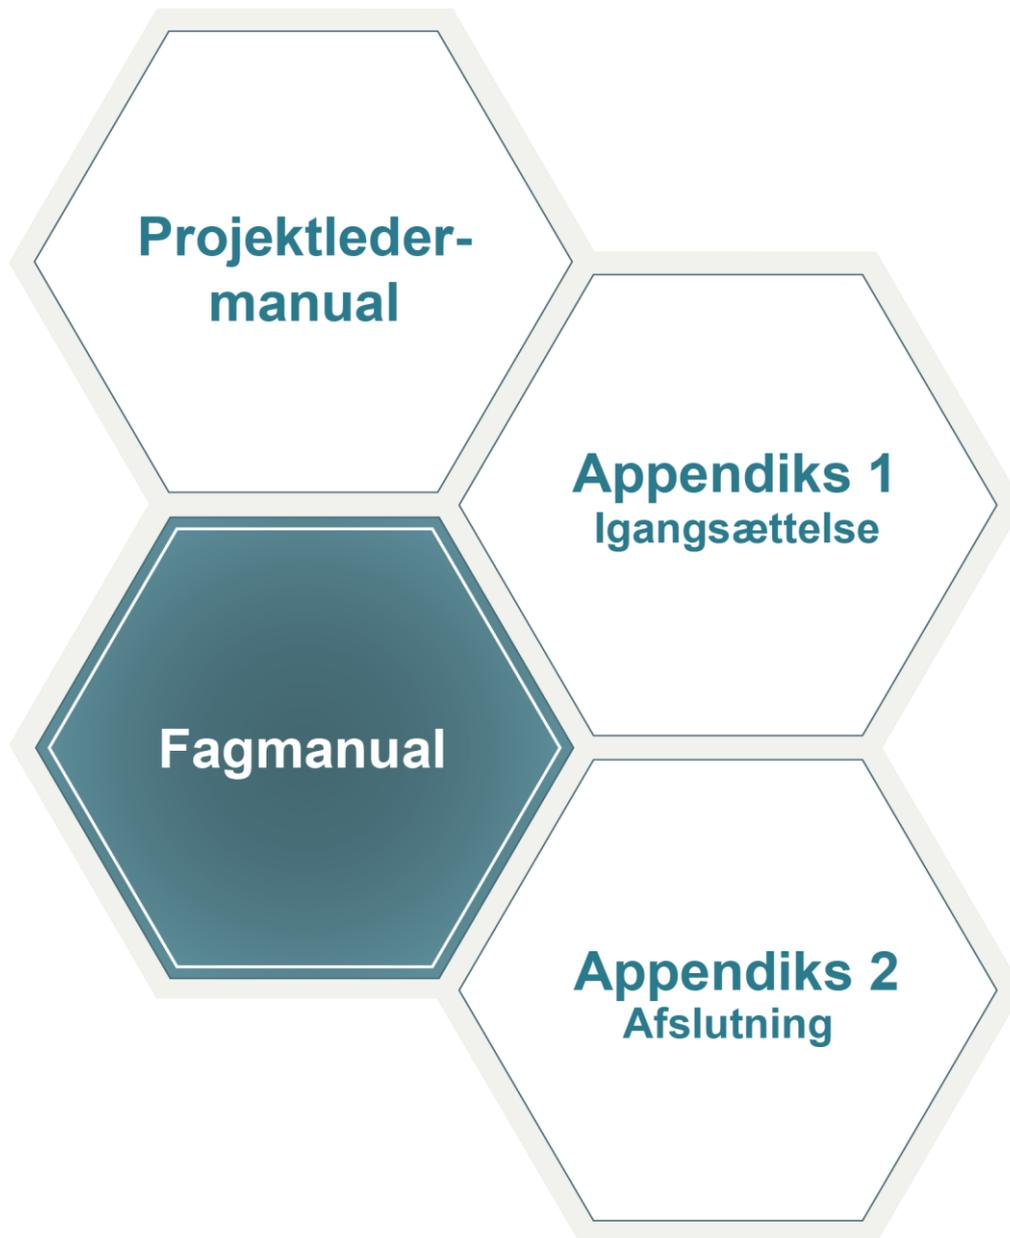 Projektleder-
manual
Appendiks 1
Igangsættelse
Fagmanual
Appendiks 2
Afslutning